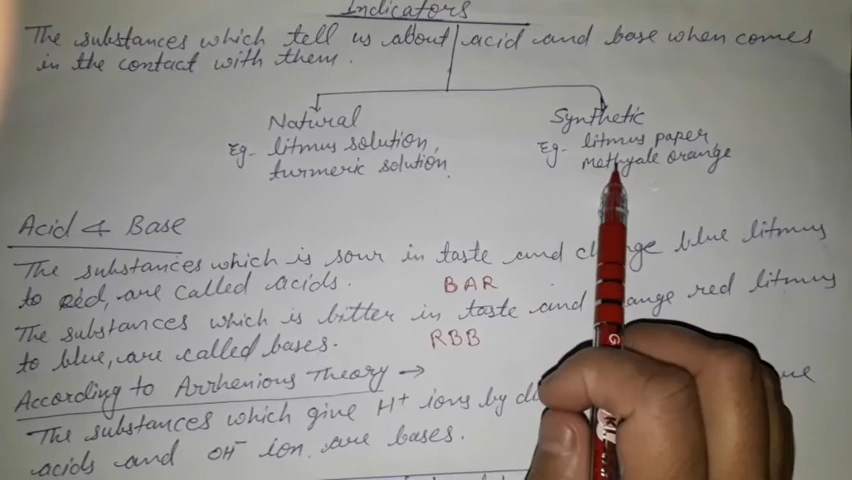 Indicators
The substances which tell us about acid and base when comes
in the contact with them.
Natural
Eg- litmus solution,
turmeric solution
Synthetic
Eg- litmus paper
methyale orange
Acid & Base
The substances which is sour in taste and change blue litmus
to red, are called acids. BAR
The substances which is bitter in taste and change red litmus
to blue, are called bases. RBB
According to Arrhenious Theory →
The substances which give H+ ions by
acids and OH- ion are bases.